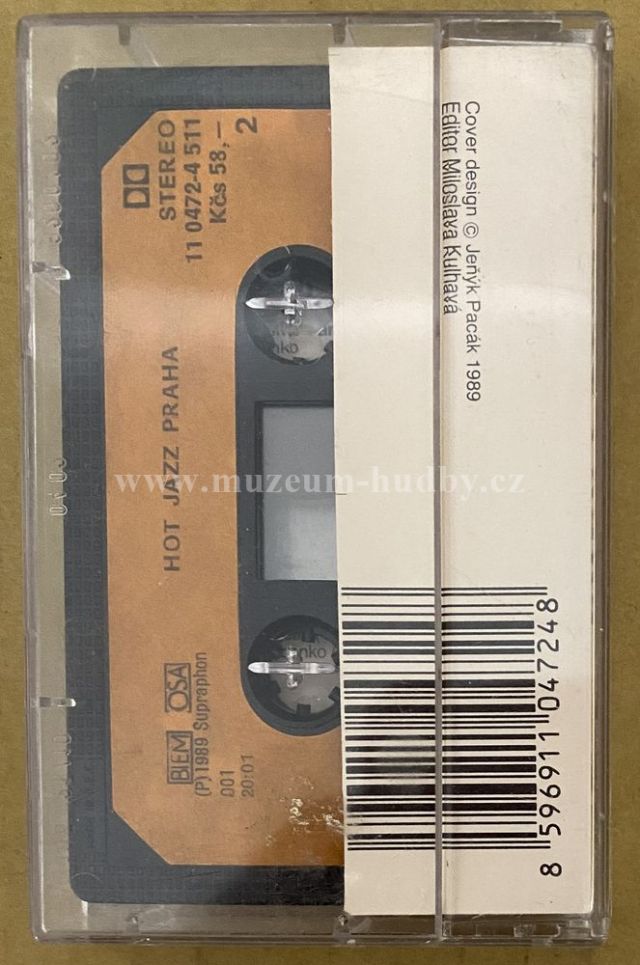 STEREO
11 0472-4 511
Kčs 58,–
2
HOT JAZZ PRAHA
BIEM OSA
(P)1989 Supraphon
001
20:01
Cover design © Jeňýk Pacák 1989
Editor Miloslava Kulhavá
8 596911 047248
www.muzeum-hudby.cz